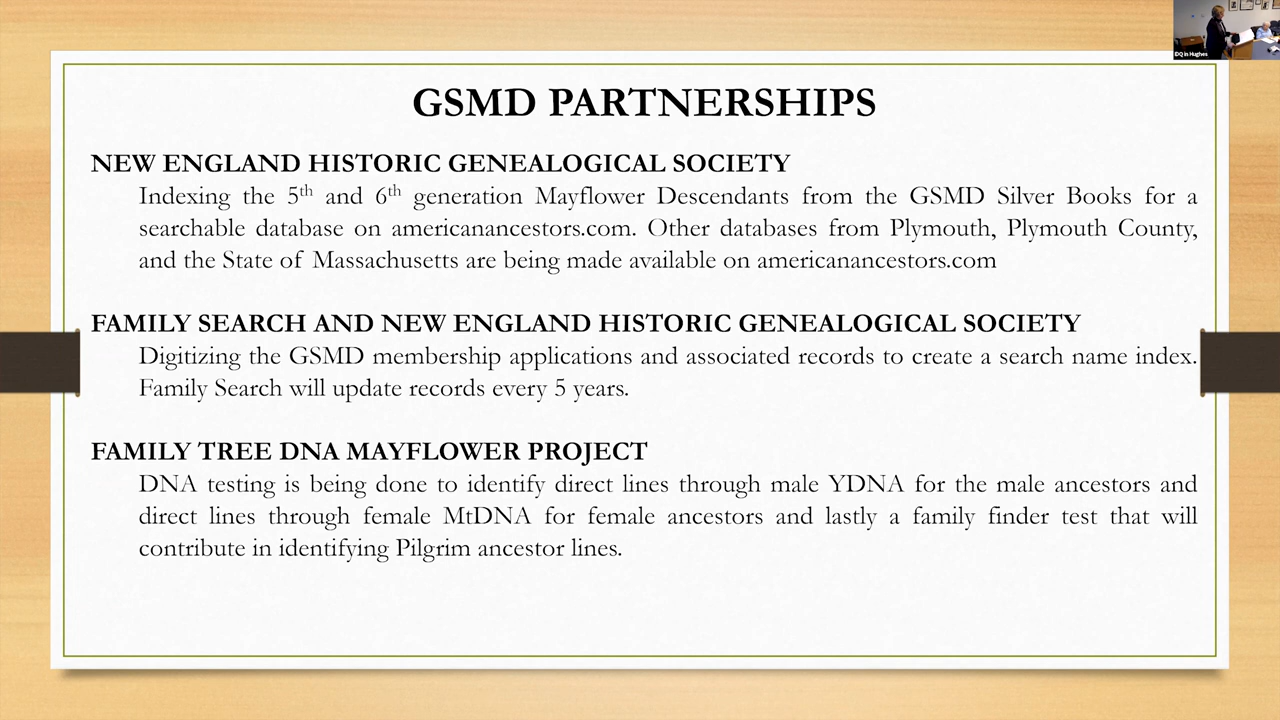 GSMD PARTNERSHIPS
NEW ENGLAND HISTORIC GENEALOGICAL SOCIETY
Indexing the 5th and 6th generation Mayflower Descendants from the GSMD Silver Books for a
searchable database on americanancestors.com. Other databases from Plymouth, Plymouth County,
and the State of Massachusetts are being made available on americanancestors.com
FAMILY SEARCH AND NEW ENGLAND HISTORIC GENEALOGICAL SOCIETY
Digitizing the GSMD membership applications and associated records to create a search name index.
Family Search will update records every 5 years.
FAMILY TREE DNA MAYFLOWER PROJECT
DNA testing is being done to identify direct lines through male YDNA for the male ancestors and
direct lines through female MtDNA for female ancestors and lastly a family finder test that will
contribute in identifying Pilgrim ancestor lines.
in Hughes